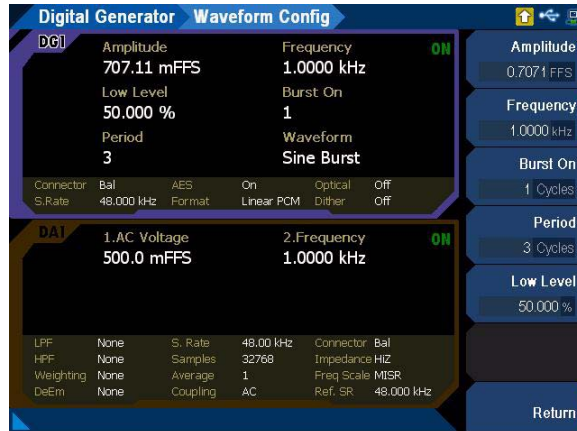 Digital Generator Waveform Config
DG1
Amplitude Frequency ON
707.11 mFFS 1.0000 kHz
Low Level Burst On
50.000 % 1
Period Waveform
3 Sine Burst
Connector Bal AES On Optical Off
S.Rate 48.000 kHz Format Linear PCM Dither Off
DA1
1.AC Voltage 2.Frequency ON
500.0 mFFS 1.0000 kHz
LPF None S. Rate 48.00 kHz Connector Bal
HPF None Samples 32768 Impedance HiZ
Weighting None Average 1 Freq Scale MISR
DeEm None Coupling AC Ref. SR 48.000 kHz
Amplitude
0.7071 FFS
Frequency
1.0000 kHz
Burst On
1 Cycles
Period
3 Cycles
Low Level
50.000 %
Return